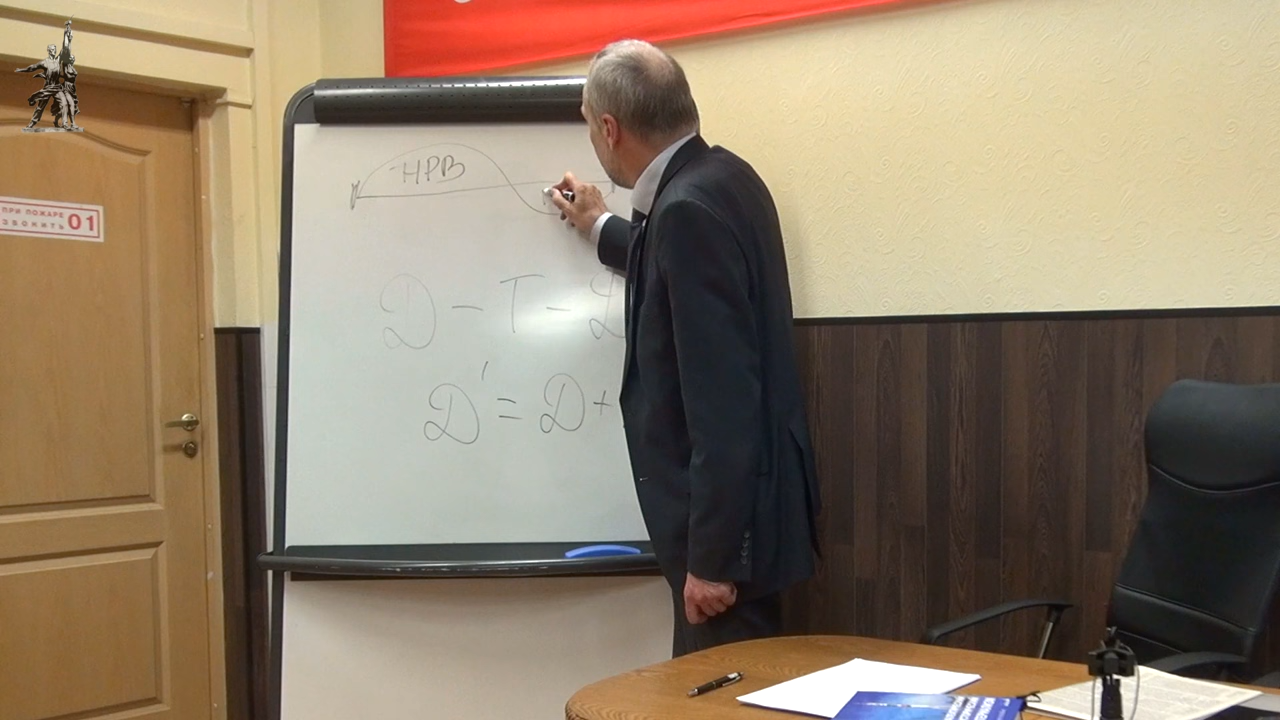 ПРИ ПОЖАРЕ
ЗВОНИТЬ 01
НРВ
Д - Т - Д
Д' = Д +